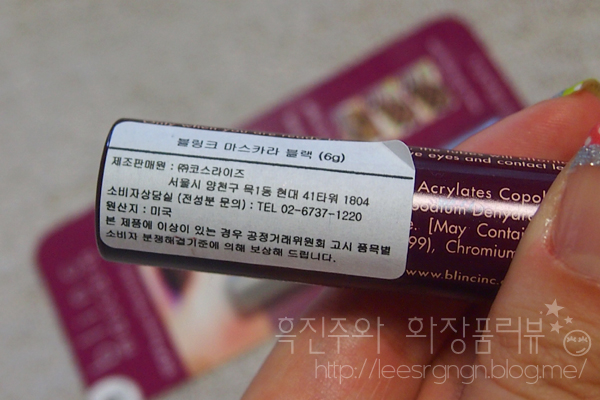 블링크 마스카라 블랙 (6g)
제조판매원 : ㈜코스라이즈
서울시 양천구 목1동 현대 41타워 1804
소비자상담실 (전성분 문의) : TEL 02-6737-1220
원산지 : 미국
본 제품에 이상이 있는 경우 공정거래위원회 고시 품목별
소비자 분쟁해결기준에 의해 보상해 드립니다.
eyes and contact
Acrylates Copol
Sodium Dehydr
[May Contai
99), Chromium
www.blincinc.
흑진주와 화장품리뷰
http://leesrgngn.blog.me/